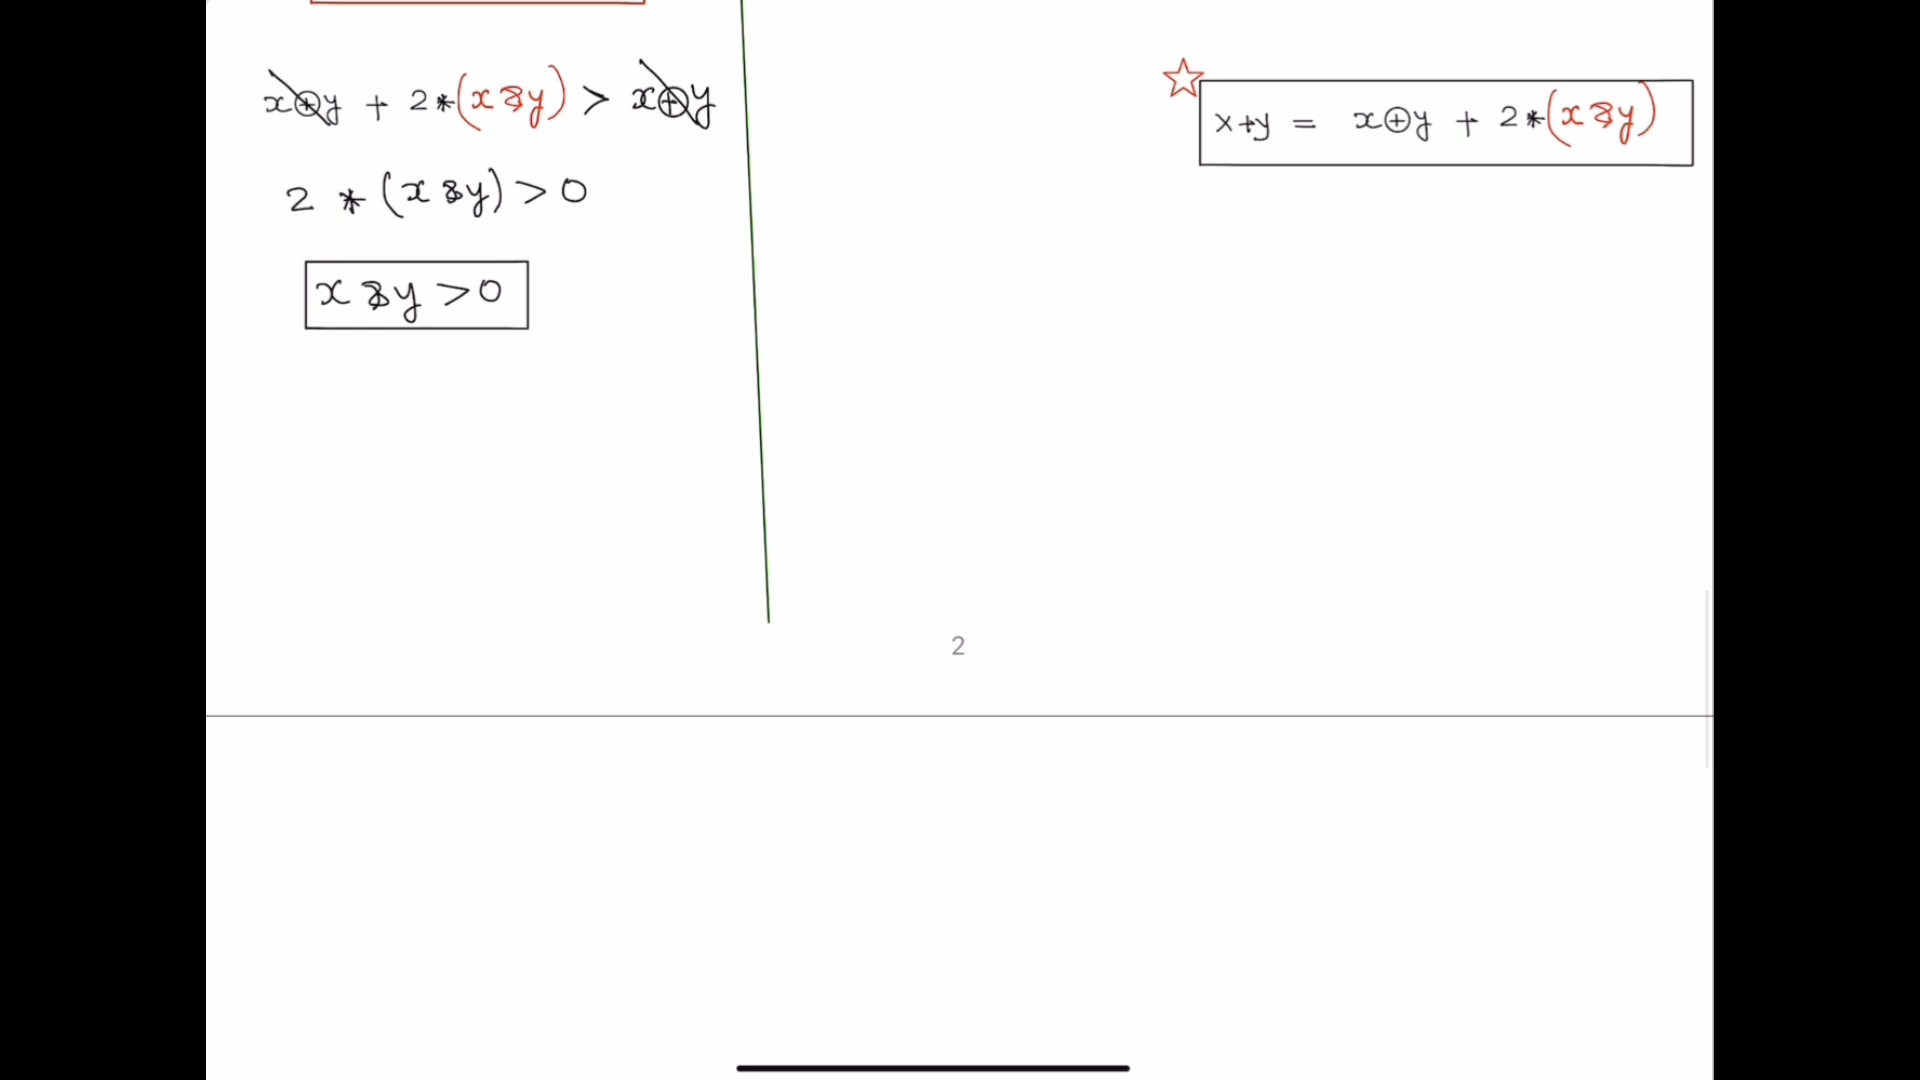 x⊕y + 2*(x&y) > x⊕y
2 * (x&y) > 0
x&y > 0
x+y = x⊕y + 2*(x&y)
2